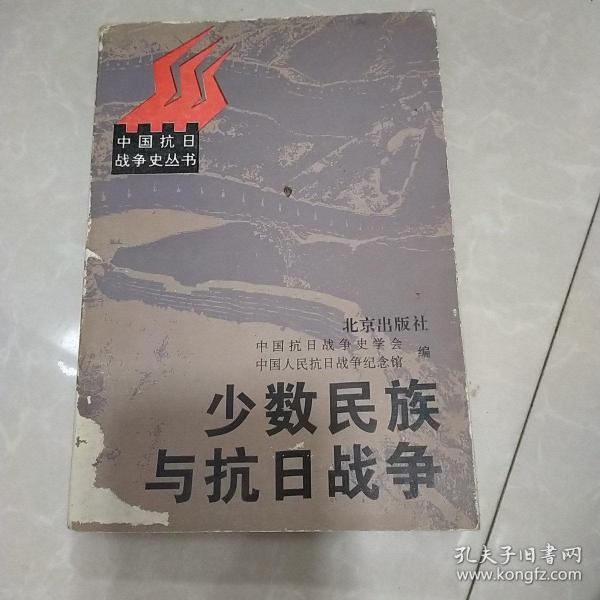 中国抗日
战争史丛书
北京出版社
中国抗日战争史学会
中国人民抗日战争纪念馆
编
少数民族
与抗日战争
孔夫子旧书网
www.kongfz.com